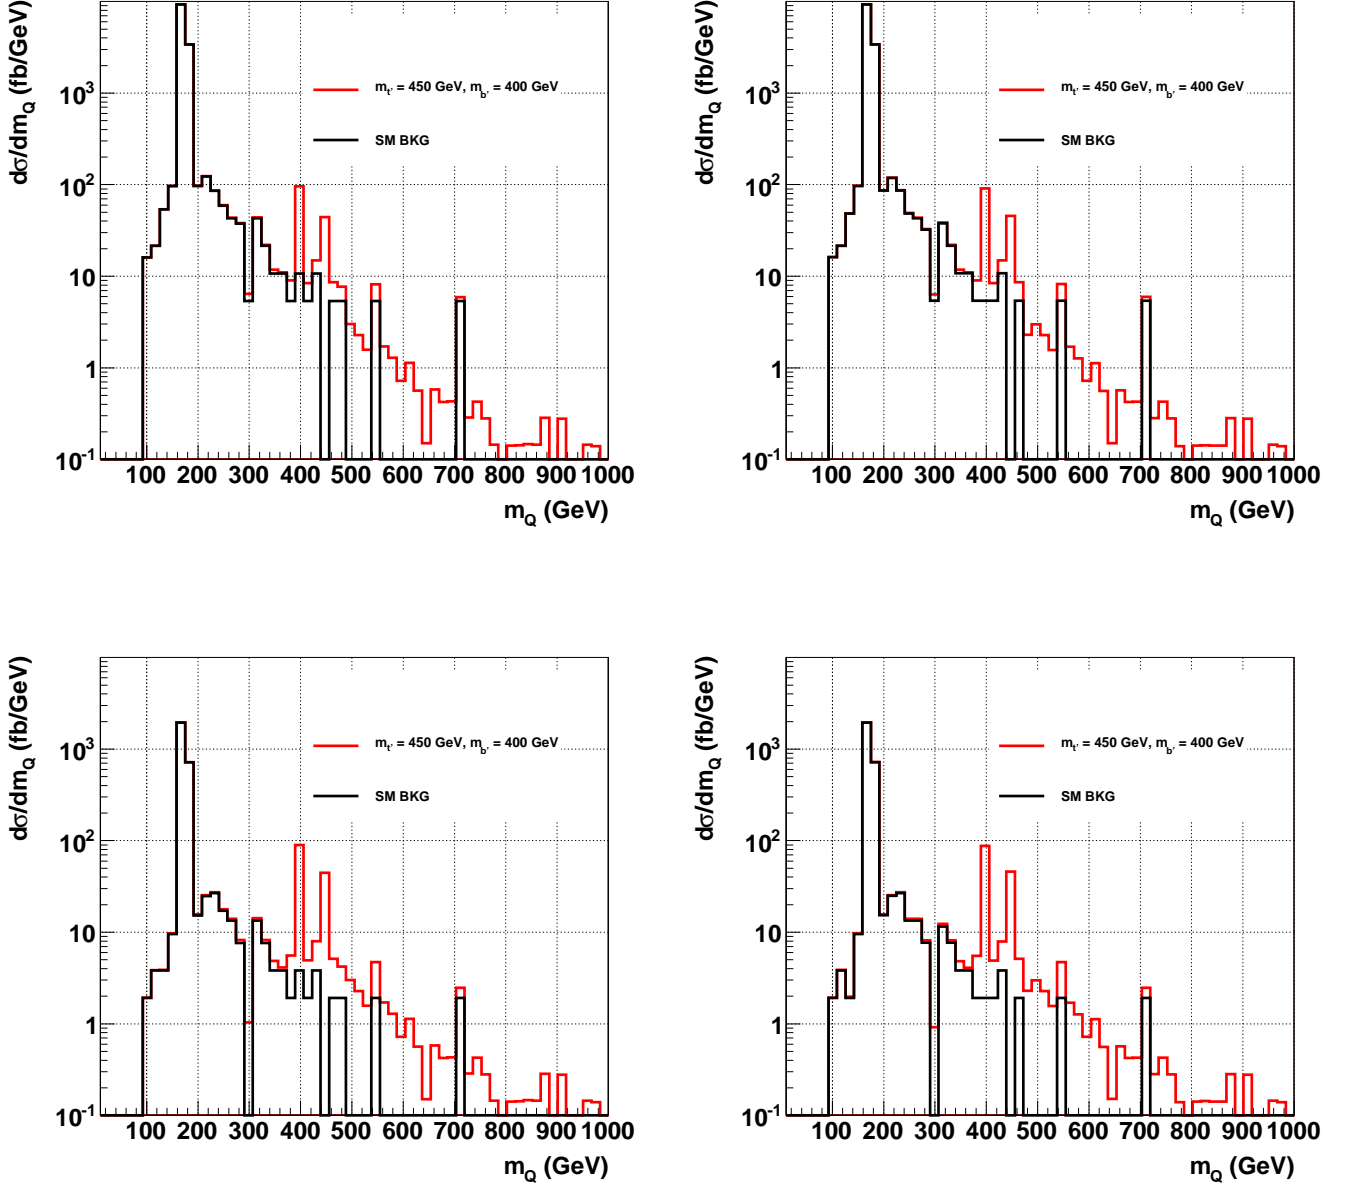 dσ/dm_Q (fb/GeV)
10^3
10^2
10
1
10^-1
m_t' = 450 GeV, m_b' = 400 GeV
SM BKG
100 200 300 400 500 600 700 800 900 1000
m_Q (GeV)
dσ/dm_Q (fb/GeV)
10^3
10^2
10
1
10^-1
m_t' = 450 GeV, m_b' = 400 GeV
SM BKG
100 200 300 400 500 600 700 800 900 1000
m_Q (GeV)
dσ/dm_Q (fb/GeV)
10^3
10^2
10
1
10^-1
m_t' = 450 GeV, m_b' = 400 GeV
SM BKG
100 200 300 400 500 600 700 800 900 1000
m_Q (GeV)
dσ/dm_Q (fb/GeV)
10^3
10^2
10
1
10^-1
m_t' = 450 GeV, m_b' = 400 GeV
SM BKG
100 200 300 400 500 600 700 800 900 1000
m_Q (GeV)